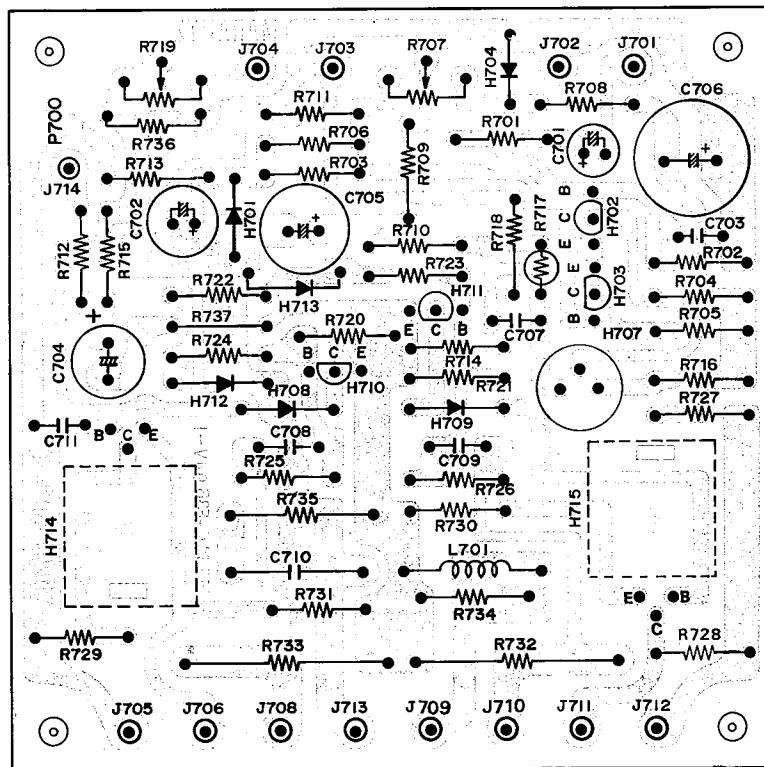 R719
J704
J703
R707
H704
J702
J701
R711
R708
C706
P700
R736
R706
R701
C701
R713
R703
R709
J714
C702
H701
C705
B
R718
R717
C
H702
R712
R715
R710
E
C703
R702
R722
H713
R723
E
H711
C
H703
R704
+
R737
R720
E
C
B
C707
B
H707
R705
C704
R724
B
C
E
R714
H712
H710
R721
R716
H708
H709
R727
C711
B
C
E
C708
C709
R725
R726
H714
R735
R730
H715
C710
L701
R731
R734
E
B
C
R729
R733
R732
R728
J705
J706
J708
J713
J709
J710
J711
J712